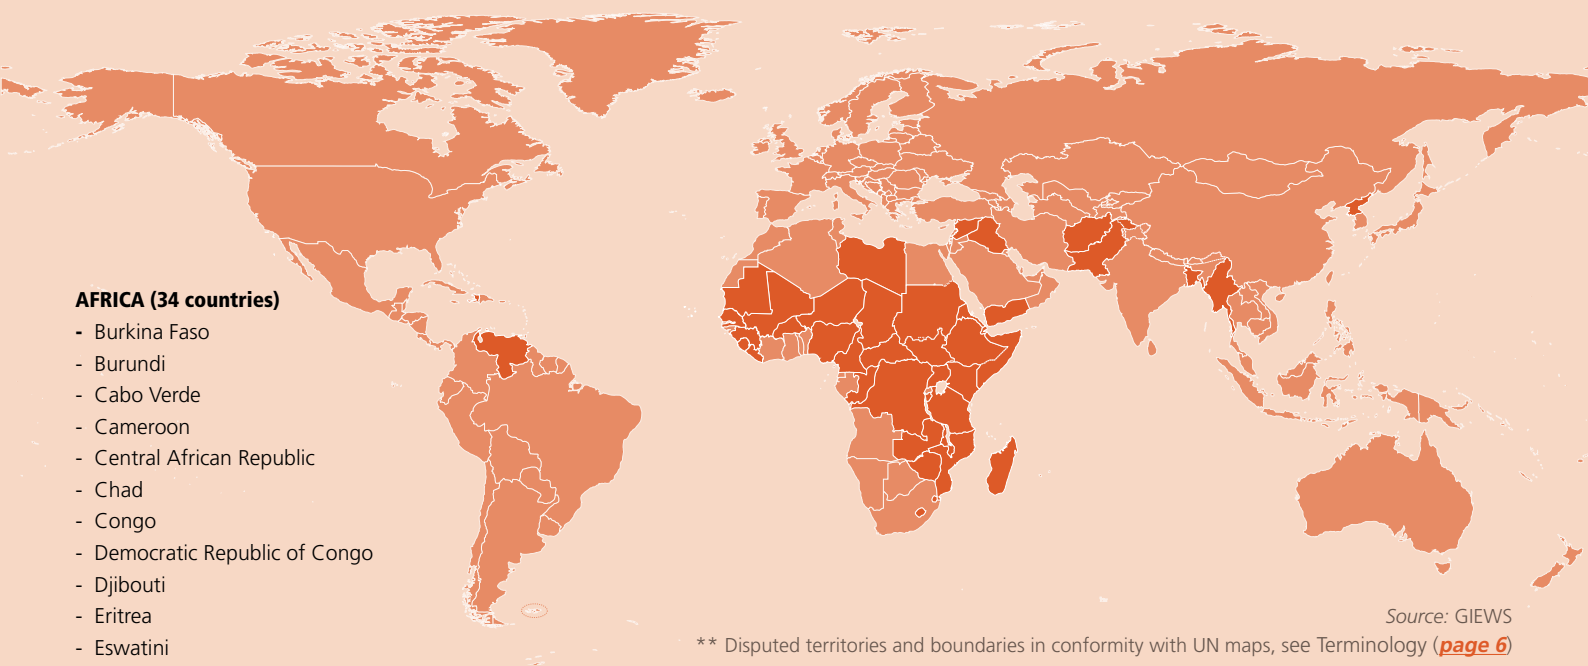 AFRICA (34 countries)
- Burkina Faso
- Burundi
- Cabo Verde
- Cameroon
- Central African Republic
- Chad
- Congo
- Democratic Republic of Congo
- Djibouti
- Eritrea
- Eswatini
Source: GIEWS
** Disputed territories and boundaries in conformity with UN maps, see Terminology (page 6)